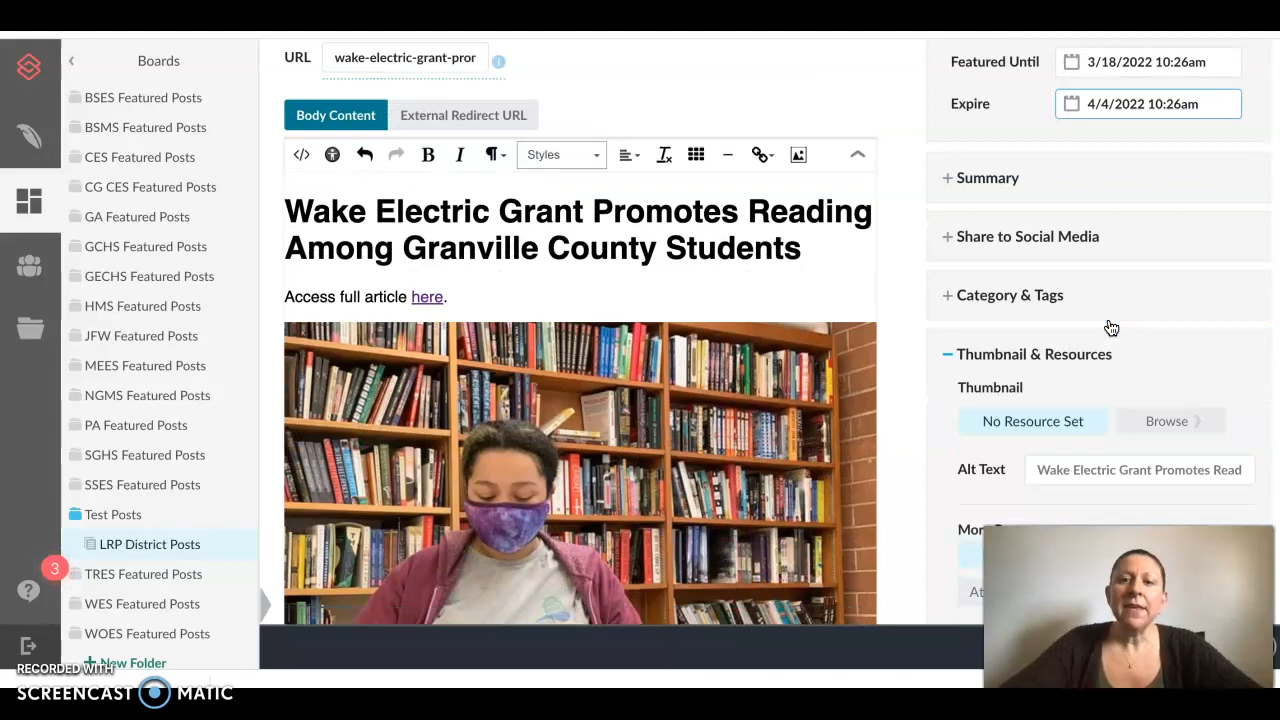 Boards
BSES Featured Posts
BSMS Featured Posts
CES Featured Posts
CG CES Featured Posts
GA Featured Posts
GCHS Featured Posts
GECHS Featured Posts
HMS Featured Posts
JFW Featured Posts
MEES Featured Posts
NGMS Featured Posts
PA Featured Posts
SGHS Featured Posts
SSES Featured Posts
Test Posts
LRP District Posts
TRES Featured Posts
WES Featured Posts
WOES Featured Posts
+ New Folder
3
RECORDED WITH
SCREENCAST MATIC
URL
wake-electric-grant-pror
Body Content
External Redirect URL
B
I
Styles
Wake Electric Grant Promotes Reading
Among Granville County Students
Access full article here.
Featured Until
3/18/2022 10:26am
Expire
4/4/2022 10:26am
+ Summary
+ Share to Social Media
+ Category & Tags
Thumbnail & Resources
Thumbnail
No Resource Set
Browse
Alt Text
Wake Electric Grant Promotes Read